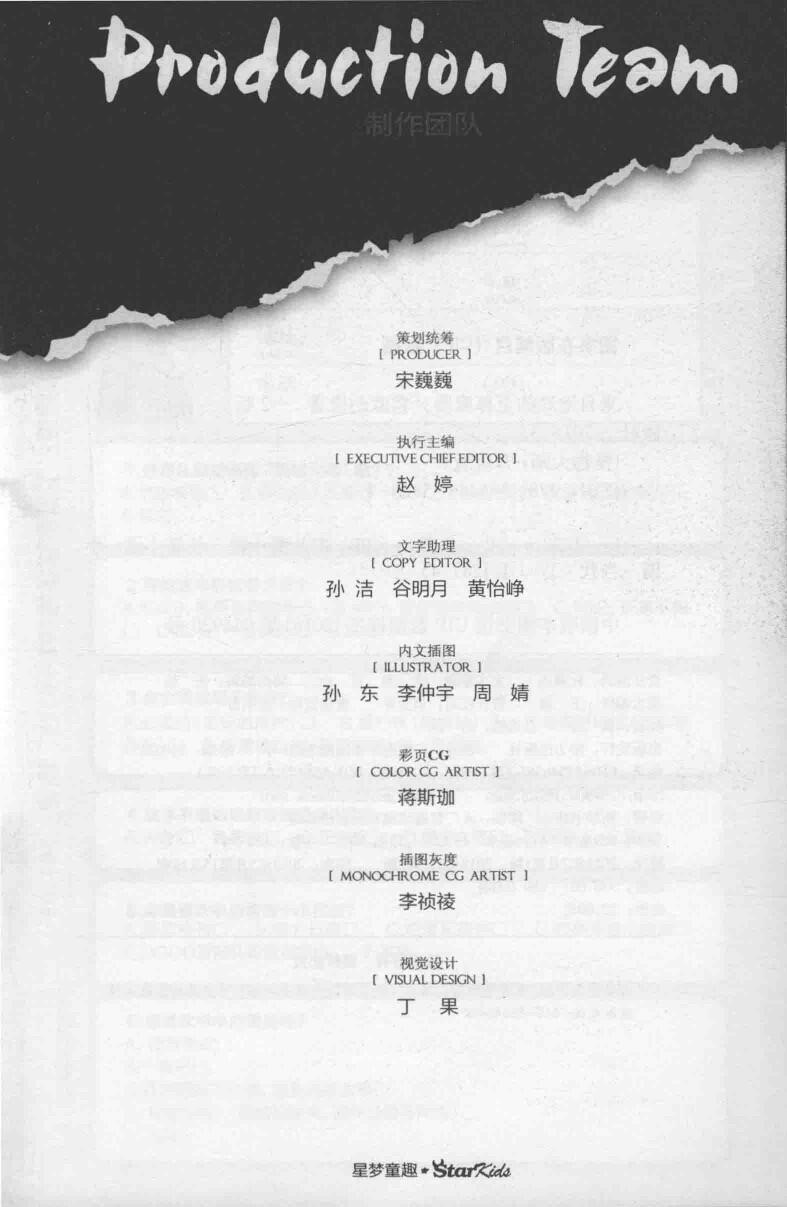 Production Team
制作团队
策划统筹
[ PRODUCER ]
宋巍巍
执行主编
[ EXECUTIVE CHIEF EDITOR ]
赵 婷
文字助理
[ COPY EDITOR ]
孙 洁 谷明月 黄怡峥
内文插图
[ ILLUSTRATOR ]
孙 东 李仲宇 周 婧
彩页CG
[ COLOR CG ARTIST ]
蒋斯珈
插图灰度
[ MONOCHROME CG ARTIST ]
李祯祾
视觉设计
[ VISUAL DESIGN ]
丁 果
星梦童趣★StarKids